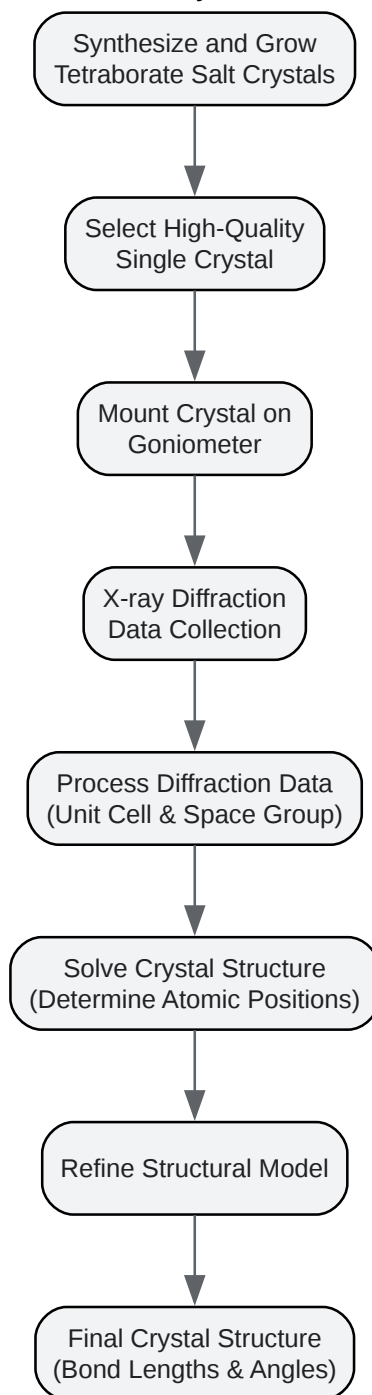 Synthesize and Grow
Tetraborate Salt Crystals
Select High-Quality
Single Crystal
Mount Crystal on
Goniometer
X-ray Diffraction
Data Collection
Process Diffraction Data
(Unit Cell & Space Group)
Solve Crystal Structure
(Determine Atomic Positions)
Refine Structural Model
Final Crystal Structure
(Bond Lengths & Angles)